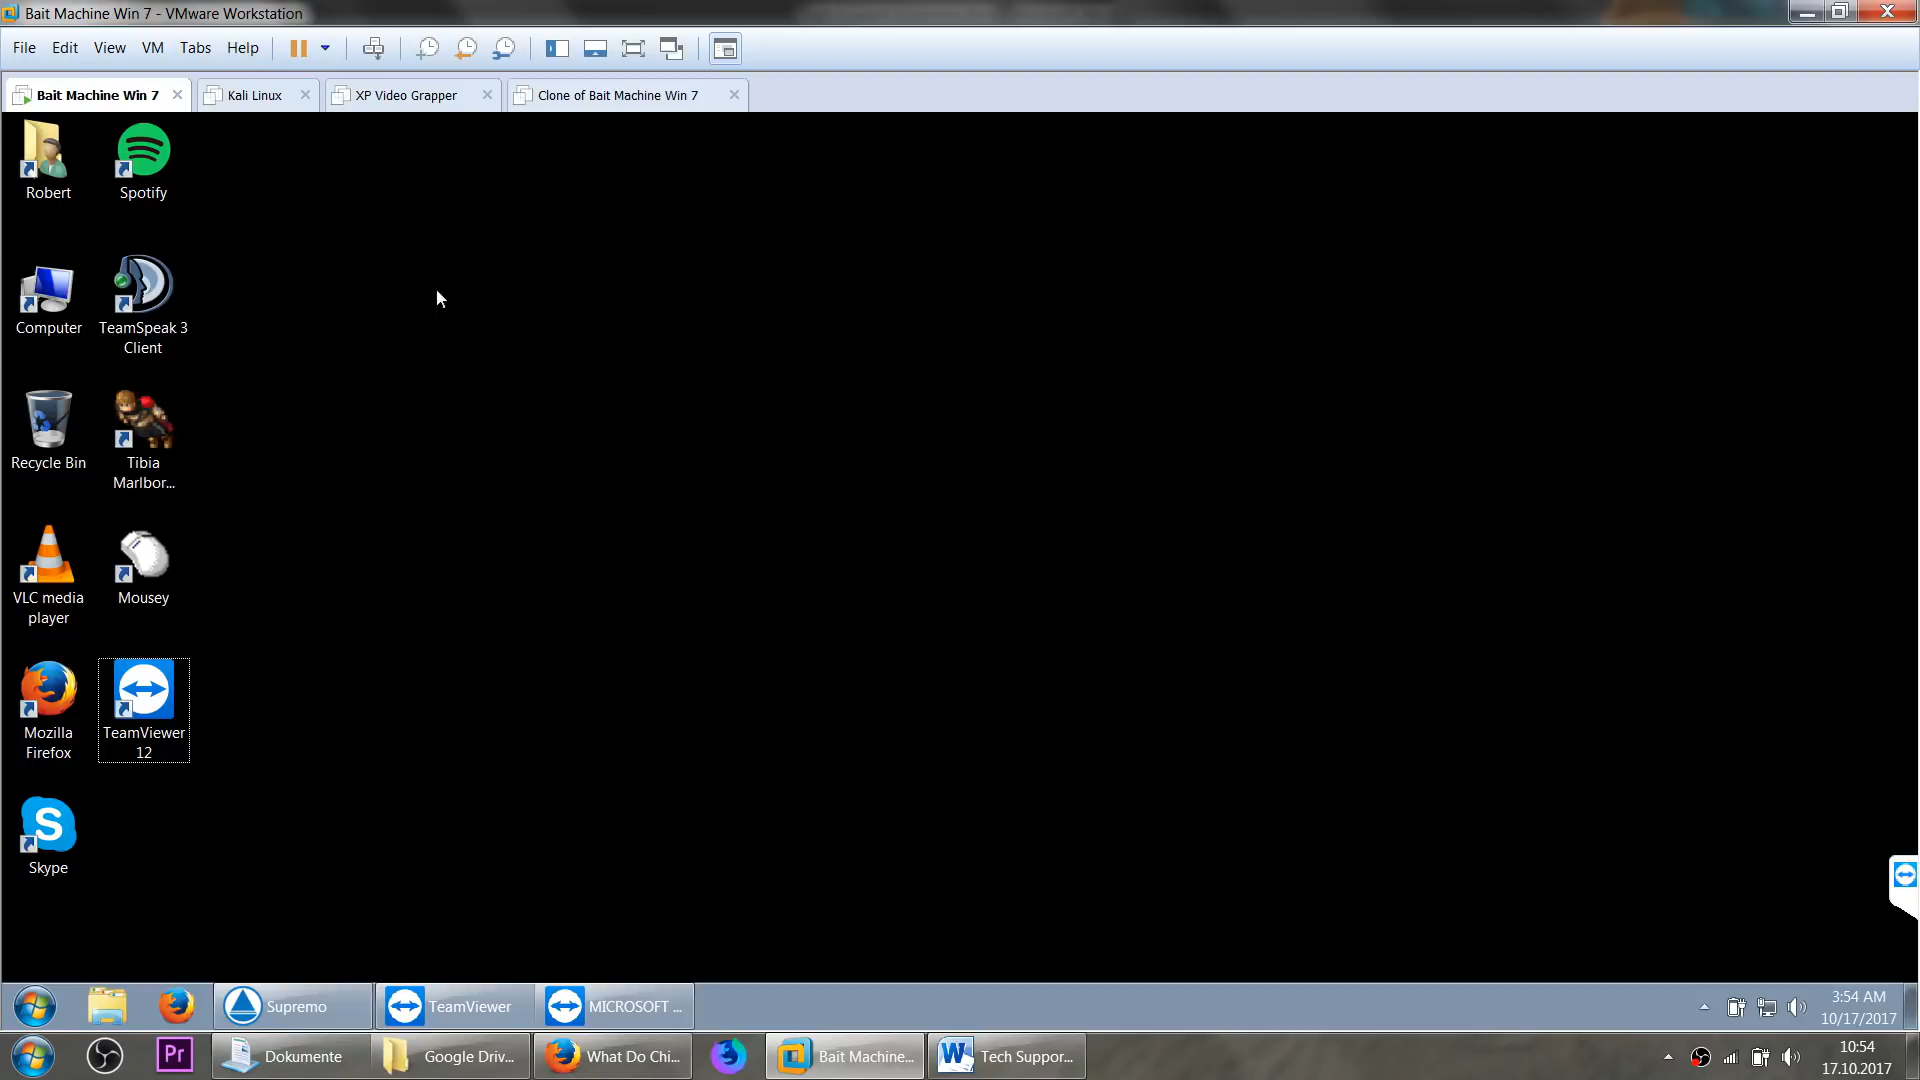 Bait Machine Win 7 - VMware Workstation
File Edit View VM Tabs Help
Bait Machine Win 7 Kali Linux XP Video Grapper Clone of Bait Machine Win 7
Robert Spotify
Computer TeamSpeak 3
Client
Recycle Bin Tibia
Marlbor...
VLC media Mousey
player
Mozilla TeamViewer
Firefox 12
S
Skype
Supremo TeamViewer MICROSOFT ... 3:54 AM
10/17/2017
Pr Dokumente Google Driv... What Do Chi... Bait Machine... W Tech Suppor... 10:54
17.10.2017